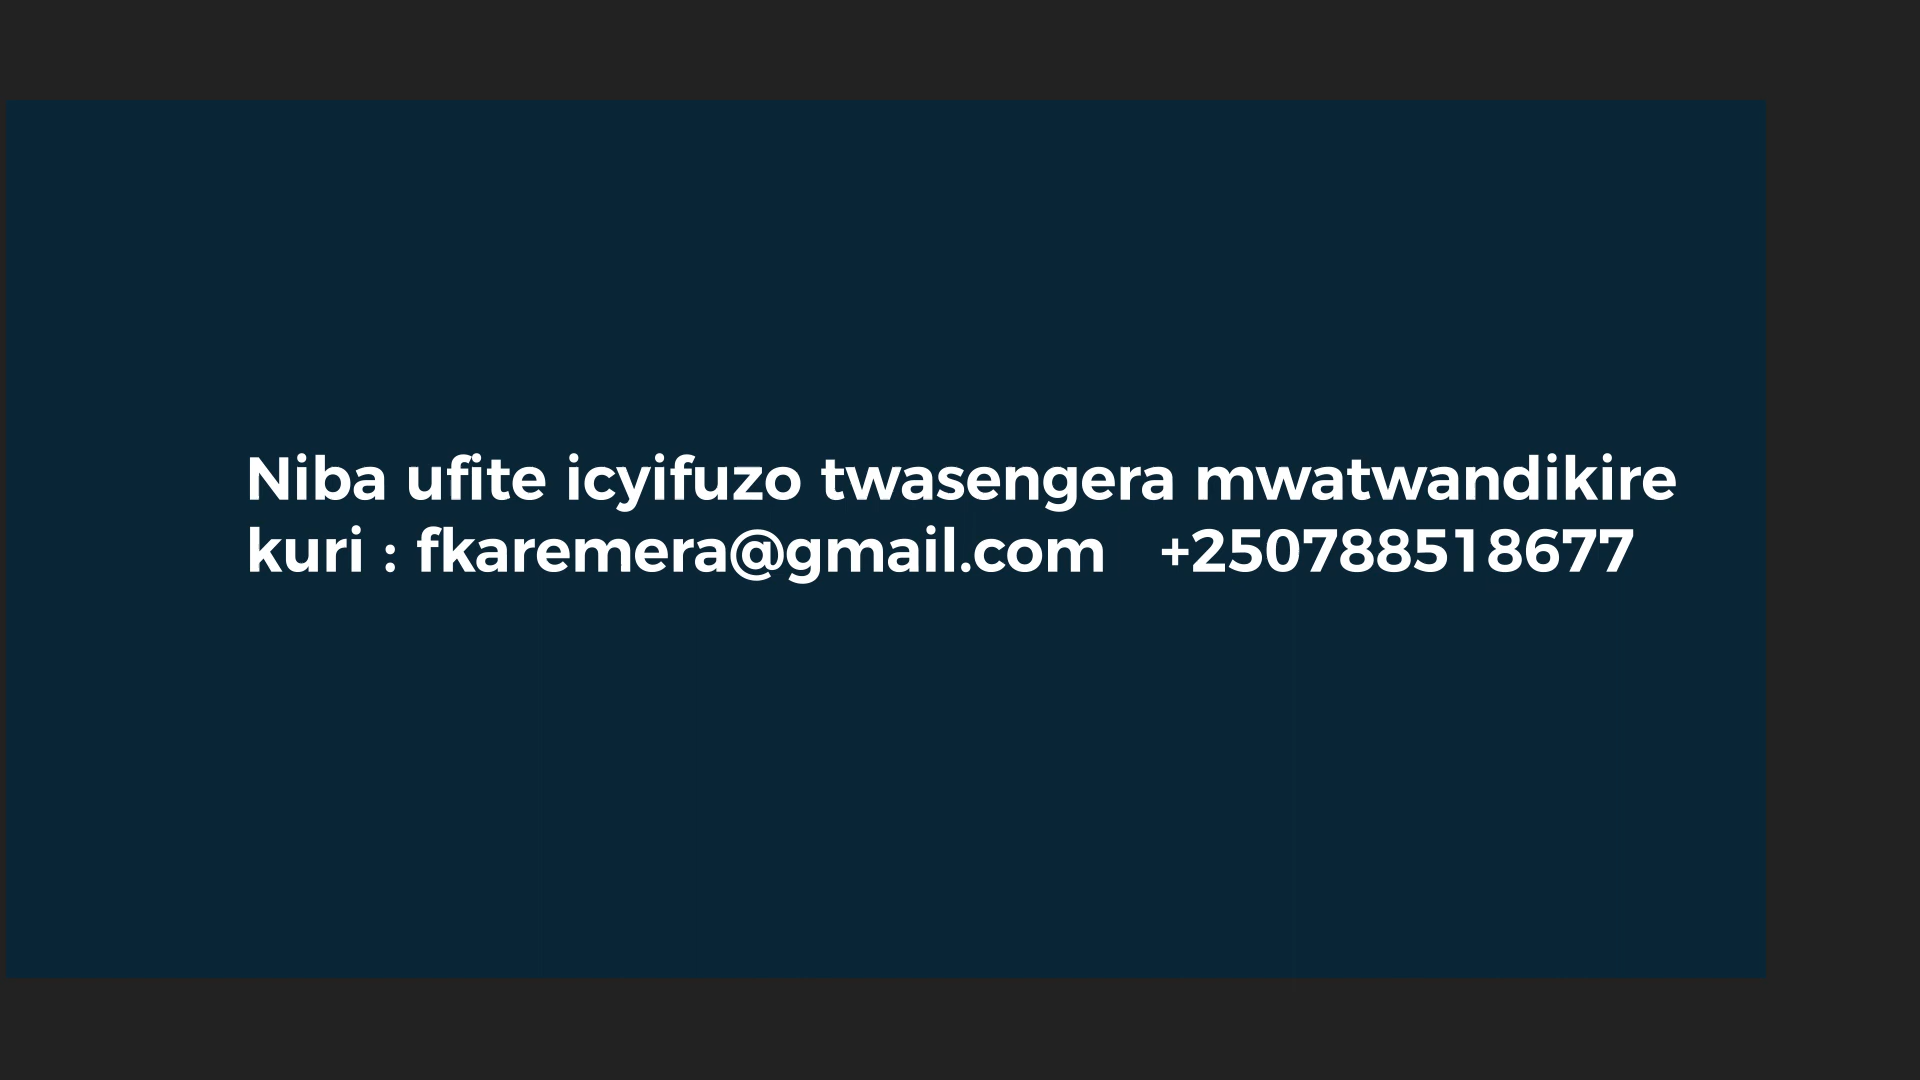 Niba ufite icyifuzo twasengera mwatwandikire
kuri : fkaremera@gmail.com +250788518677